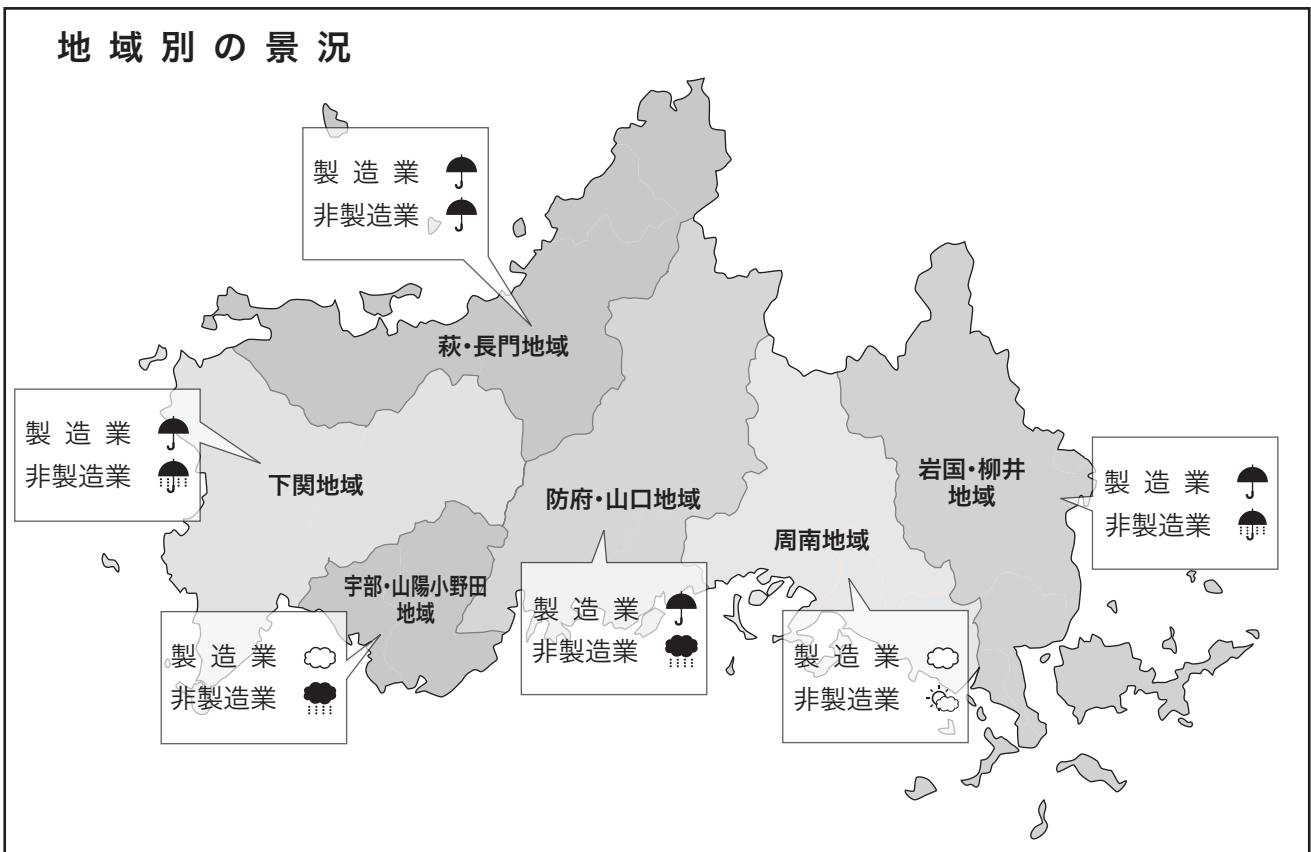 地域別の景況
製造業
非製造業
萩・長門地域
製造業
非製造業
下関地域
防府・山口地域
岩国・柳井
地域
製造業
非製造業
周南地域
宇部・山陽小野田
地域
製造業
非製造業
製造業
非製造業
製造業
非製造業